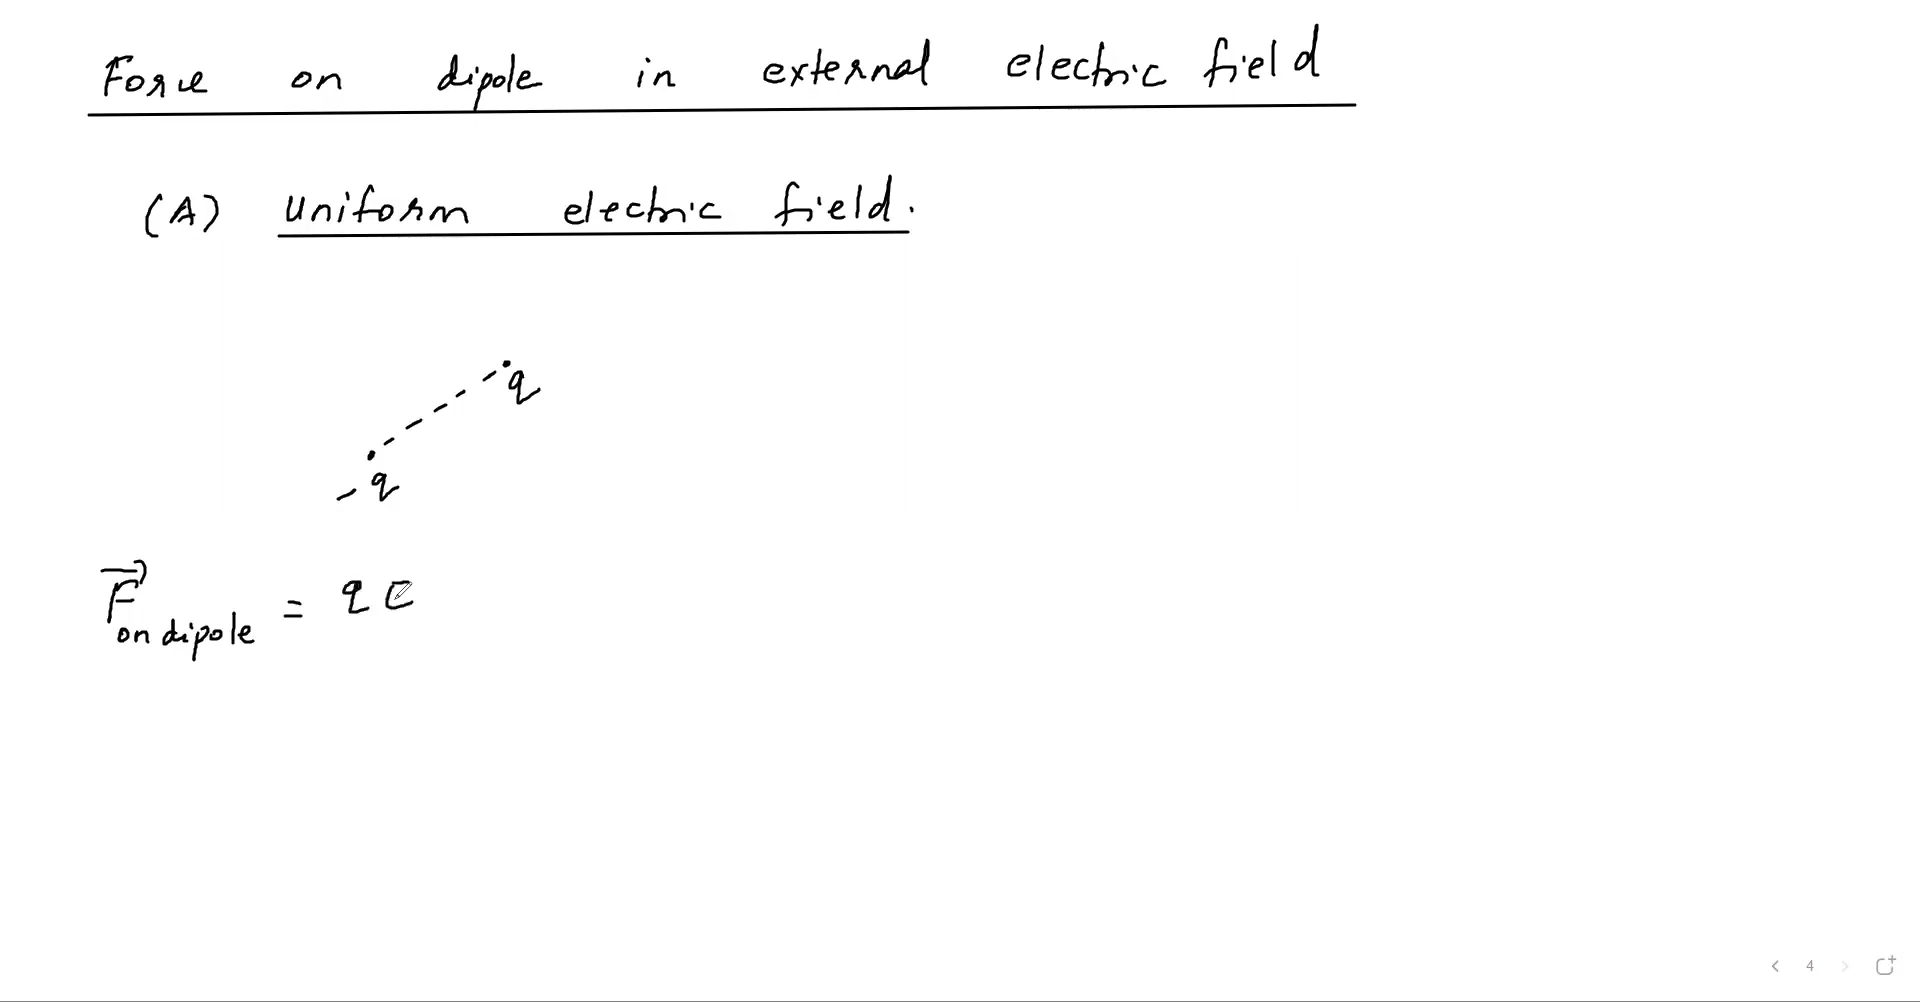 Force on dipole in external electric field
(A) Uniform electric field.
q
-q
F on dipole = q E
4